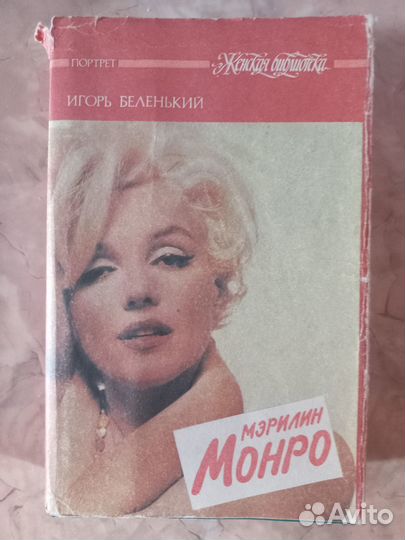 ПОРТРЕТ
Женская библиотека
ИГОРЬ БЕЛЕНЬКИЙ
МЭРИЛИН
МОНРО
Avito